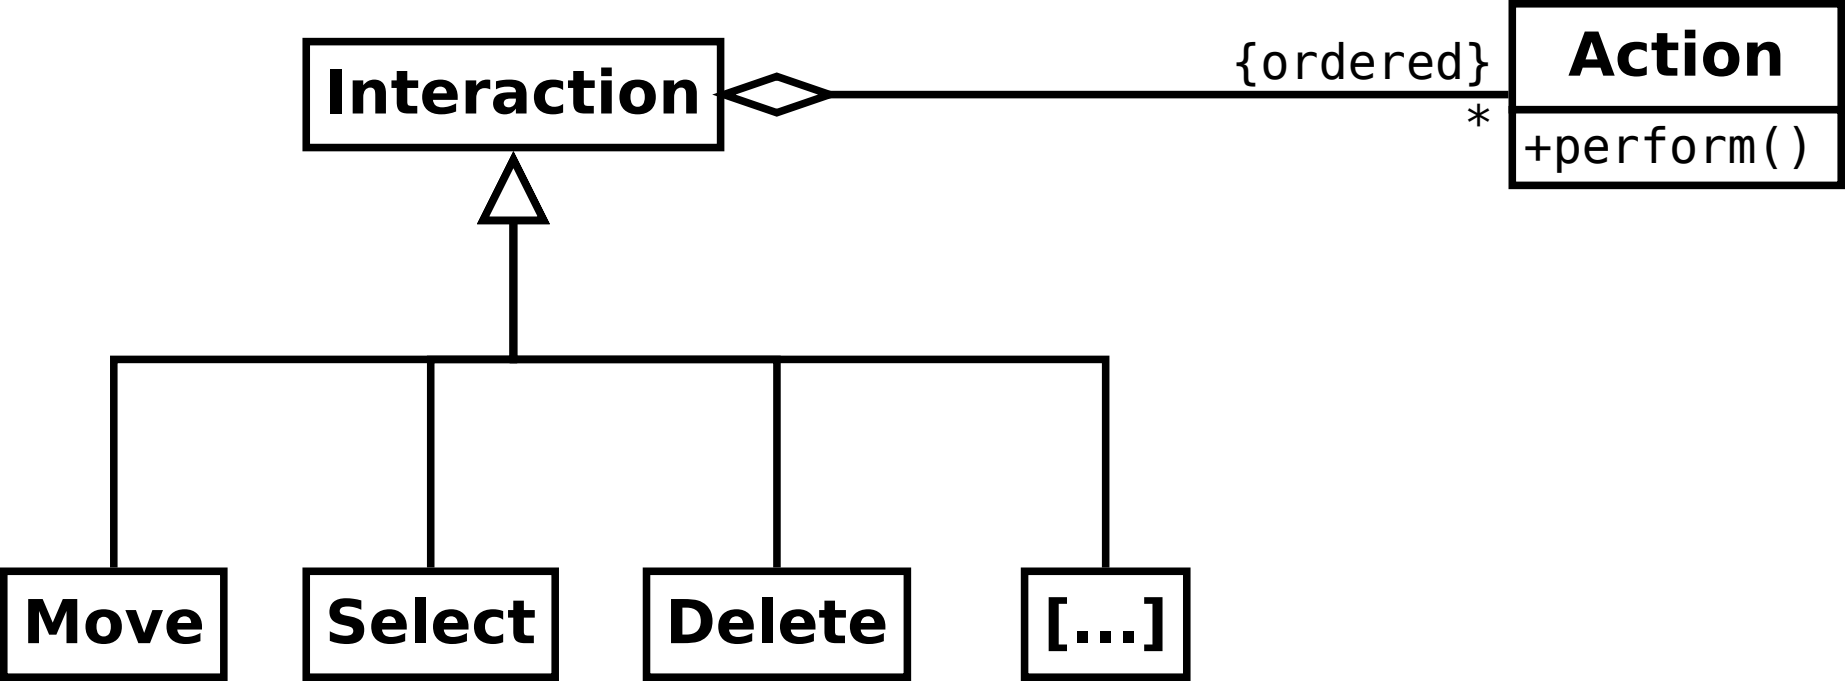 Interaction
{ordered}
*
Action
+perform()
Move
Select
Delete
[...]